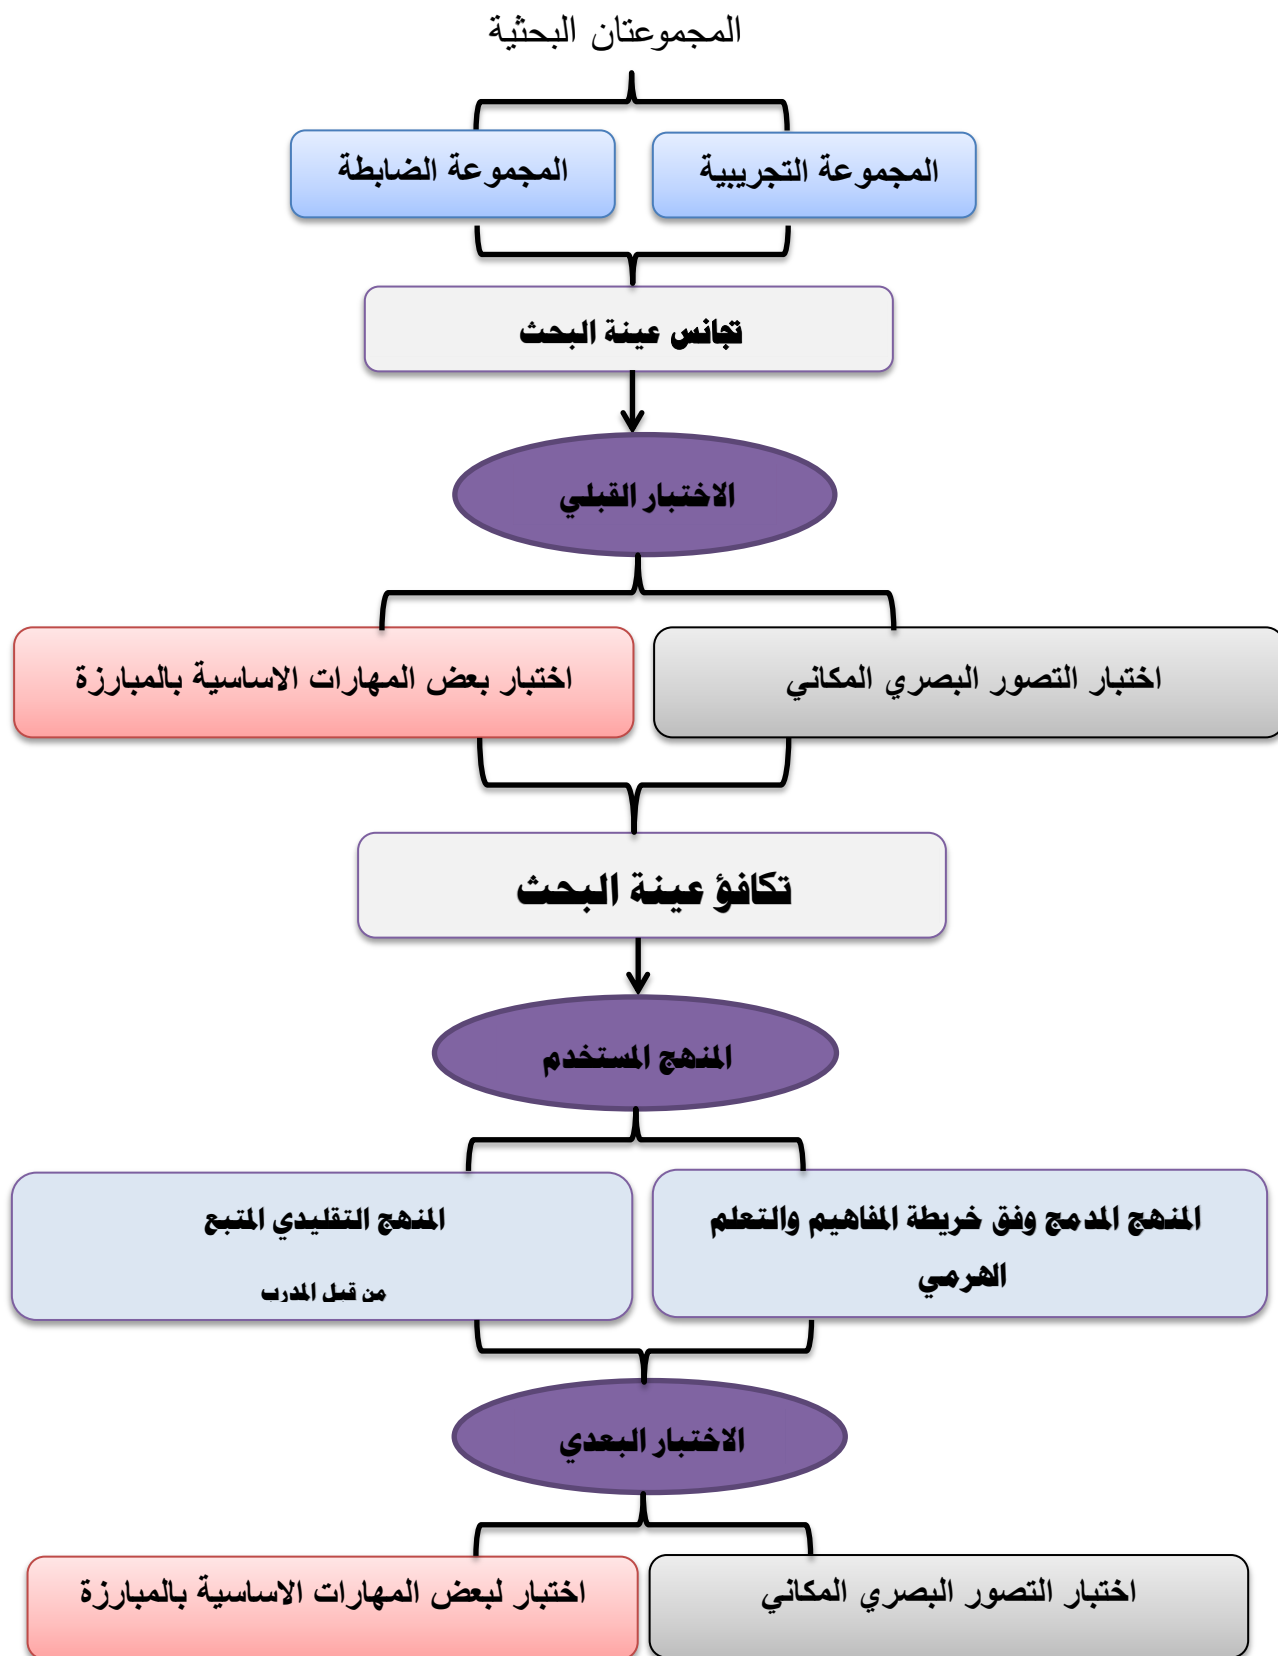 المجموعتان البحثية
المجموعة التجريبية
المجموعة الضابطة
تجانس عينة البحث
الاختبار القبلي
اختبار التصور البصري المكاني
اختبار بعض المهارات الاساسية بالمبارزة
تكافؤ عينة البحث
المنهج المستخدم
المنهج المدمج وفق خريطة المفاهيم والتعلم
الهرمي
المنهج التقليدي المتبع
من قبل المدرب
الاختبار البعدي
اختبار التصور البصري المكاني
اختبار لبعض المهارات الاساسية بالمبارزة